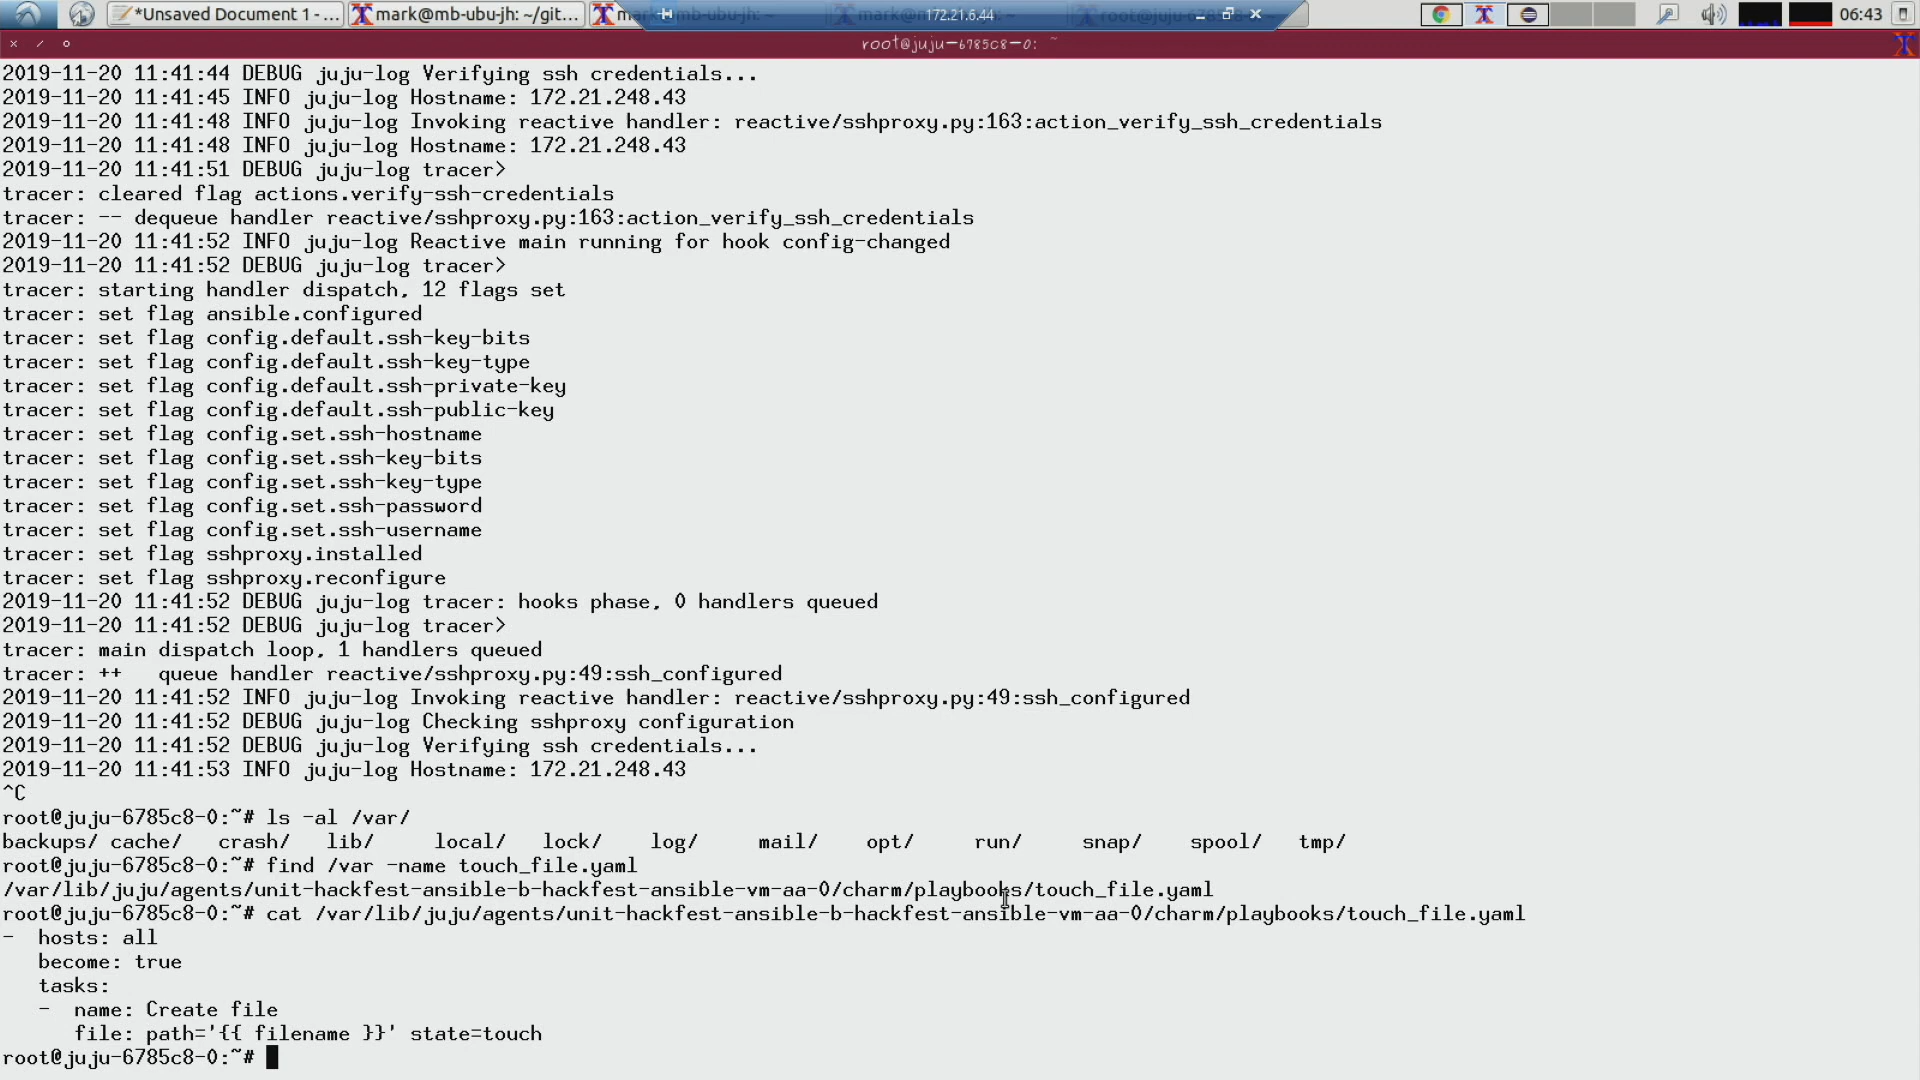 *Unsaved Document 1 - ...
mark@mb-ubu-jh: ~/git...
mark@mb-ubu-jh: ~
172.21.6.44
06:43
root@juju-6785c8-0: ~
2019-11-20 11:41:44 DEBUG juju-log Verifying ssh credentials...
2019-11-20 11:41:45 INFO juju-log Hostname: 172.21.248.43
2019-11-20 11:41:48 INFO juju-log Invoking reactive handler: reactive/sshproxy.py:163:action_verify_ssh_credentials
2019-11-20 11:41:48 INFO juju-log Hostname: 172.21.248.43
2019-11-20 11:41:51 DEBUG juju-log tracer>
tracer: cleared flag actions.verify-ssh-credentials
tracer: -- dequeue handler reactive/sshproxy.py:163:action_verify_ssh_credentials
2019-11-20 11:41:52 INFO juju-log Reactive main running for hook config-changed
2019-11-20 11:41:52 DEBUG juju-log tracer>
tracer: starting handler dispatch, 12 flags set
tracer: set flag ansible.configured
tracer: set flag config.default.ssh-key-bits
tracer: set flag config.default.ssh-key-type
tracer: set flag config.default.ssh-private-key
tracer: set flag config.default.ssh-public-key
tracer: set flag config.set.ssh-hostname
tracer: set flag config.set.ssh-key-bits
tracer: set flag config.set.ssh-key-type
tracer: set flag config.set.ssh-password
tracer: set flag config.set.ssh-username
tracer: set flag sshproxy.installed
tracer: set flag sshproxy.reconfigure
2019-11-20 11:41:52 DEBUG juju-log tracer: hooks phase, 0 handlers queued
2019-11-20 11:41:52 DEBUG juju-log tracer>
tracer: main dispatch loop, 1 handlers queued
tracer: ++   queue handler reactive/sshproxy.py:49:ssh_configured
2019-11-20 11:41:52 INFO juju-log Invoking reactive handler: reactive/sshproxy.py:49:ssh_configured
2019-11-20 11:41:52 DEBUG juju-log Checking sshproxy configuration
2019-11-20 11:41:52 DEBUG juju-log Verifying ssh credentials...
2019-11-20 11:41:53 INFO juju-log Hostname: 172.21.248.43
^C
root@juju-6785c8-0:~# ls -al /var/
backups/ cache/   crash/   lib/     local/   lock/    log/     mail/    opt/     run/     snap/    spool/   tmp/
root@juju-6785c8-0:~# find /var -name touch_file.yaml
/var/lib/juju/agents/unit-hackfest-ansible-b-hackfest-ansible-vm-aa-0/charm/playbooks/touch_file.yaml
root@juju-6785c8-0:~# cat /var/lib/juju/agents/unit-hackfest-ansible-b-hackfest-ansible-vm-aa-0/charm/playbooks/touch_file.yaml
-  hosts: all
   become: true
   tasks:
   -  name: Create file
      file: path='{{ filename }}' state=touch
root@juju-6785c8-0:~#